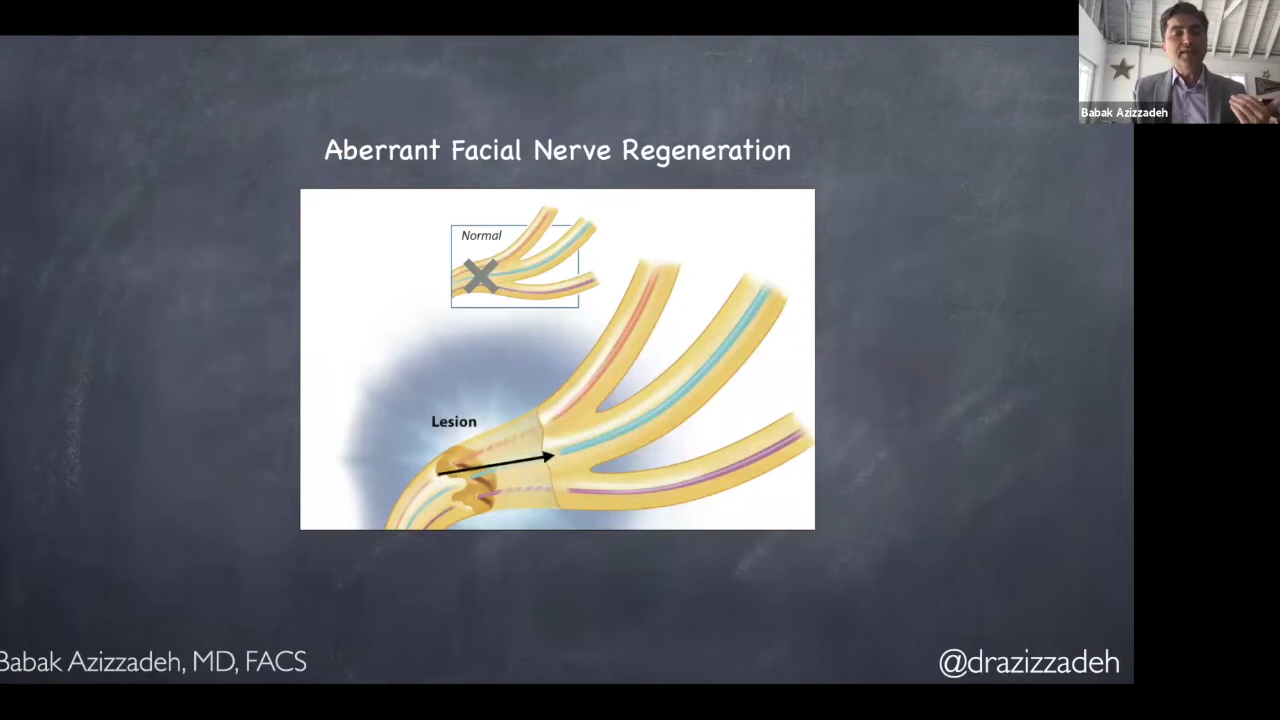 Babak Azizzadeh
Aberrant Facial Nerve Regeneration
Normal
Lesion
Babak Azizzadeh, MD, FACS
@drazizzadeh